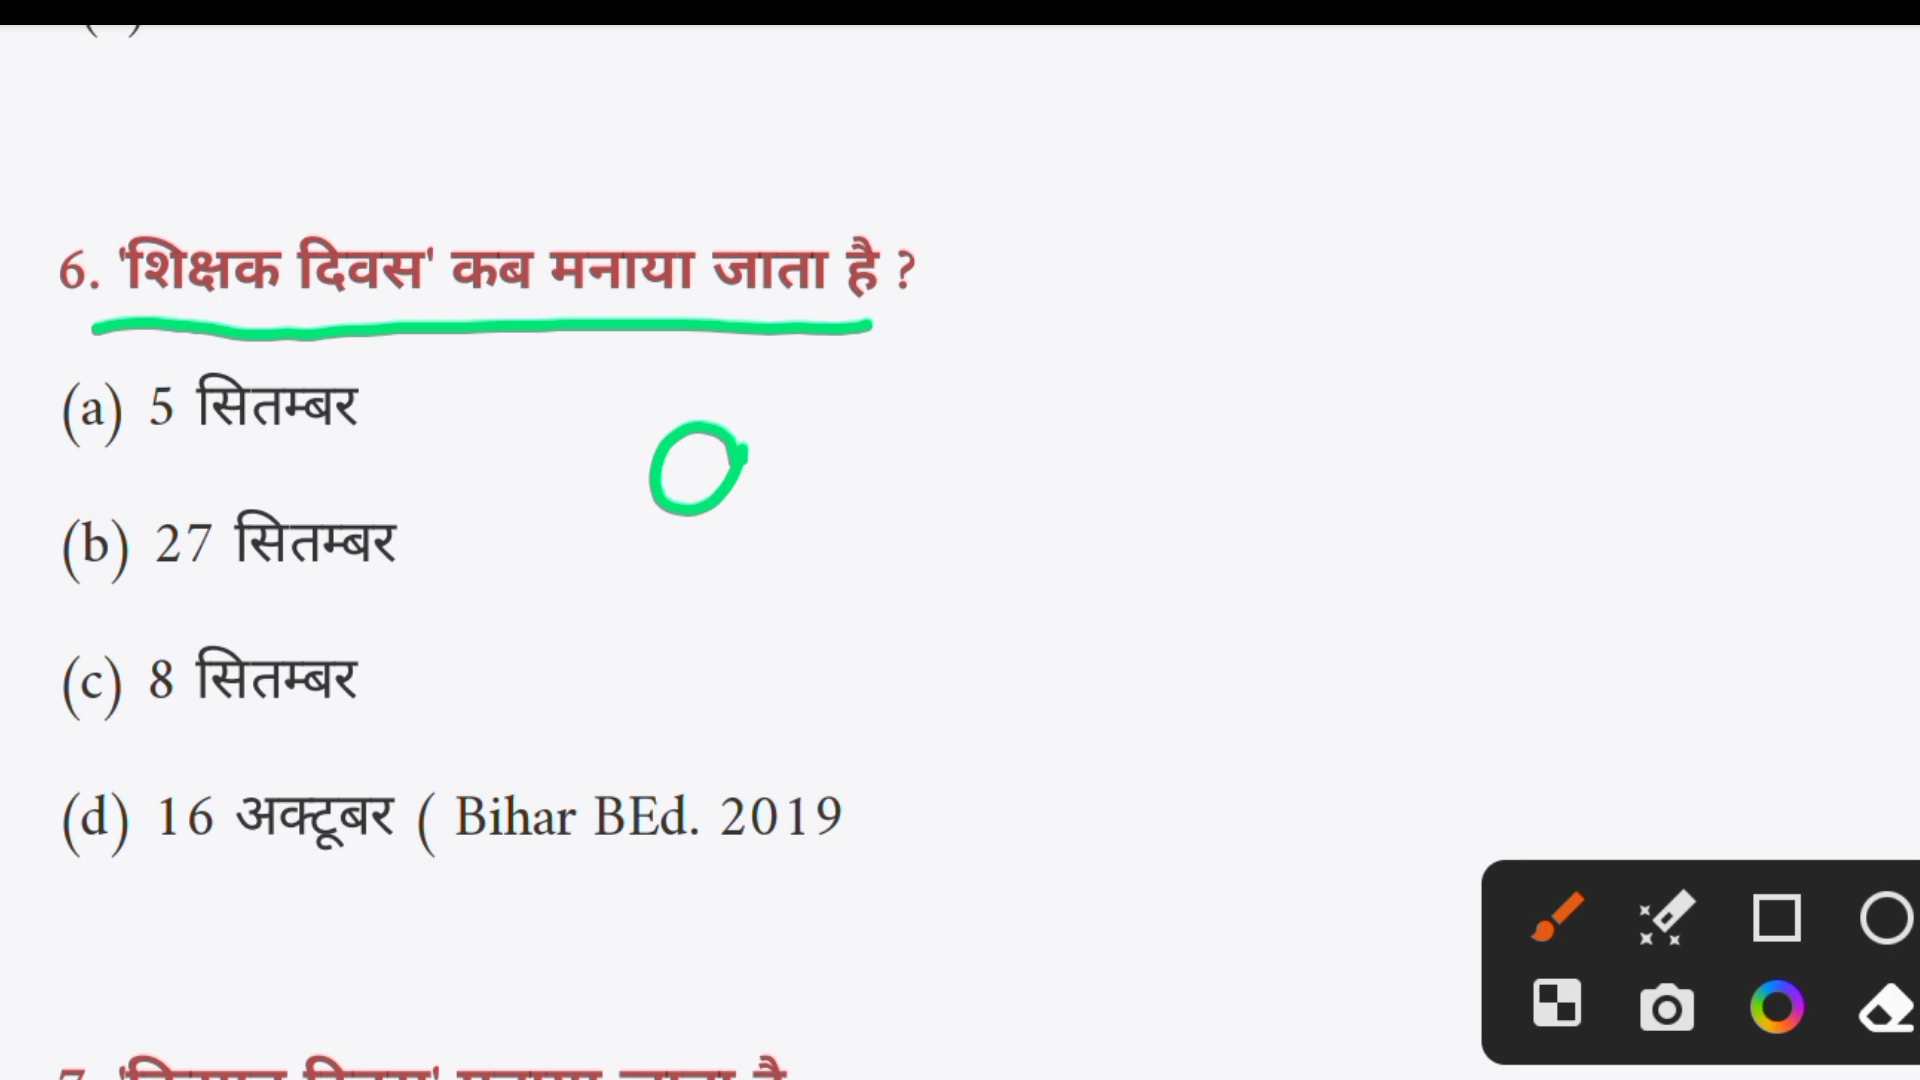 6. 'शिक्षक दिवस' कब मनाया जाता है ?
(a) 5 सितम्बर
(b) 27 सितम्बर
(c) 8 सितम्बर
(d) 16 अक्टूबर ( Bihar BEd. 2019